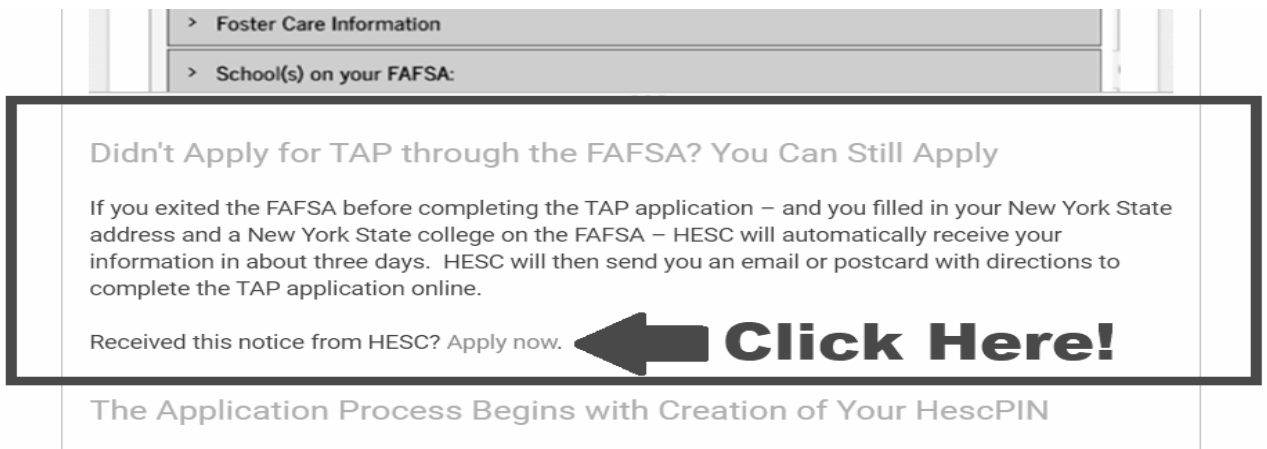 > Foster Care Information
> School(s) on your FAFSA:
Didn't Apply for TAP through the FAFSA? You Can Still Apply
If you exited the FAFSA before completing the TAP application – and you filled in your New York State
address and a New York State college on the FAFSA – HESC will automatically receive your
information in about three days.  HESC will then send you an email or postcard with directions to
complete the TAP application online.
Received this notice from HESC? Apply now.
Click Here!
The Application Process Begins with Creation of Your HescPIN